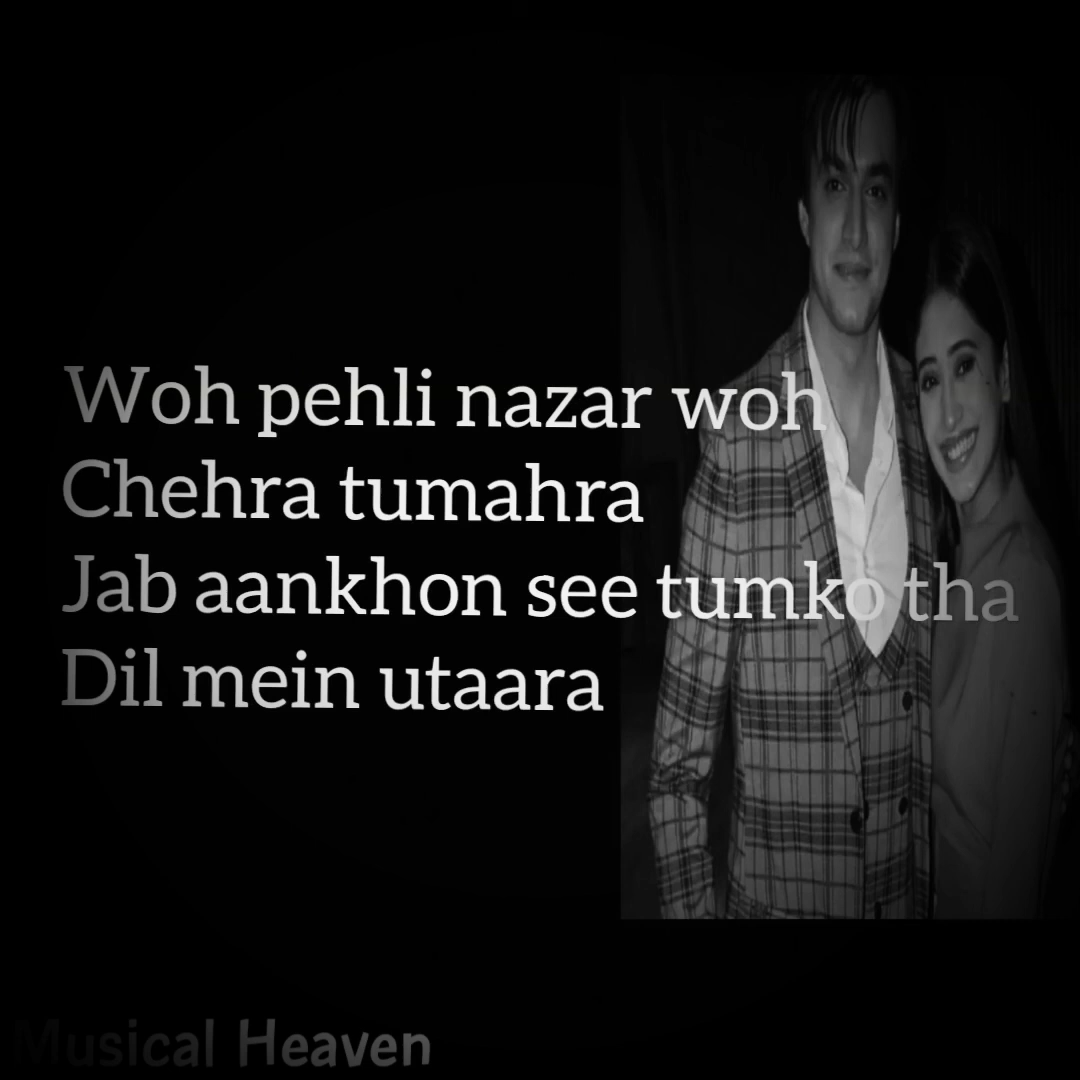 Woh pehli nazar woh
Chehra tumahra
Jab aankhon see tumko tha
Dil mein utaara
Musical Heaven